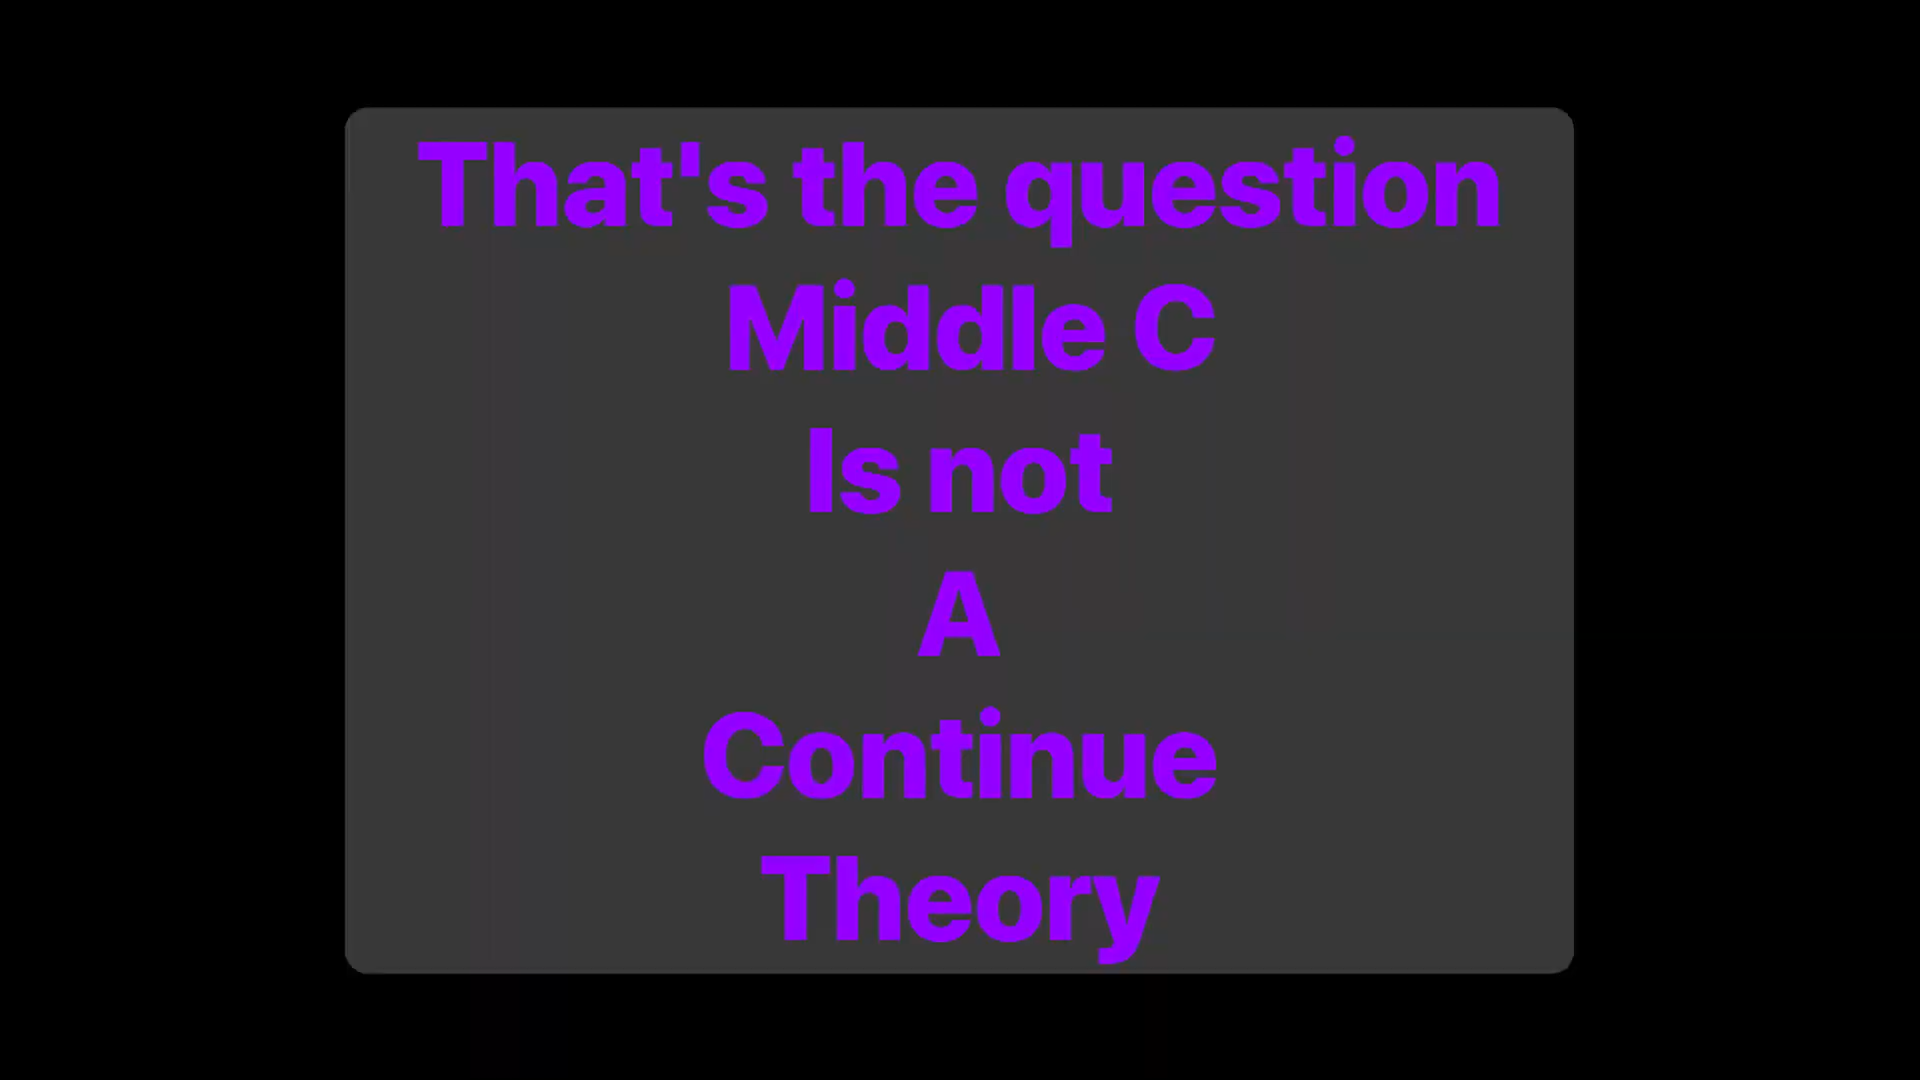 That's the question
Middle C
Is not
A
Continue
Theory